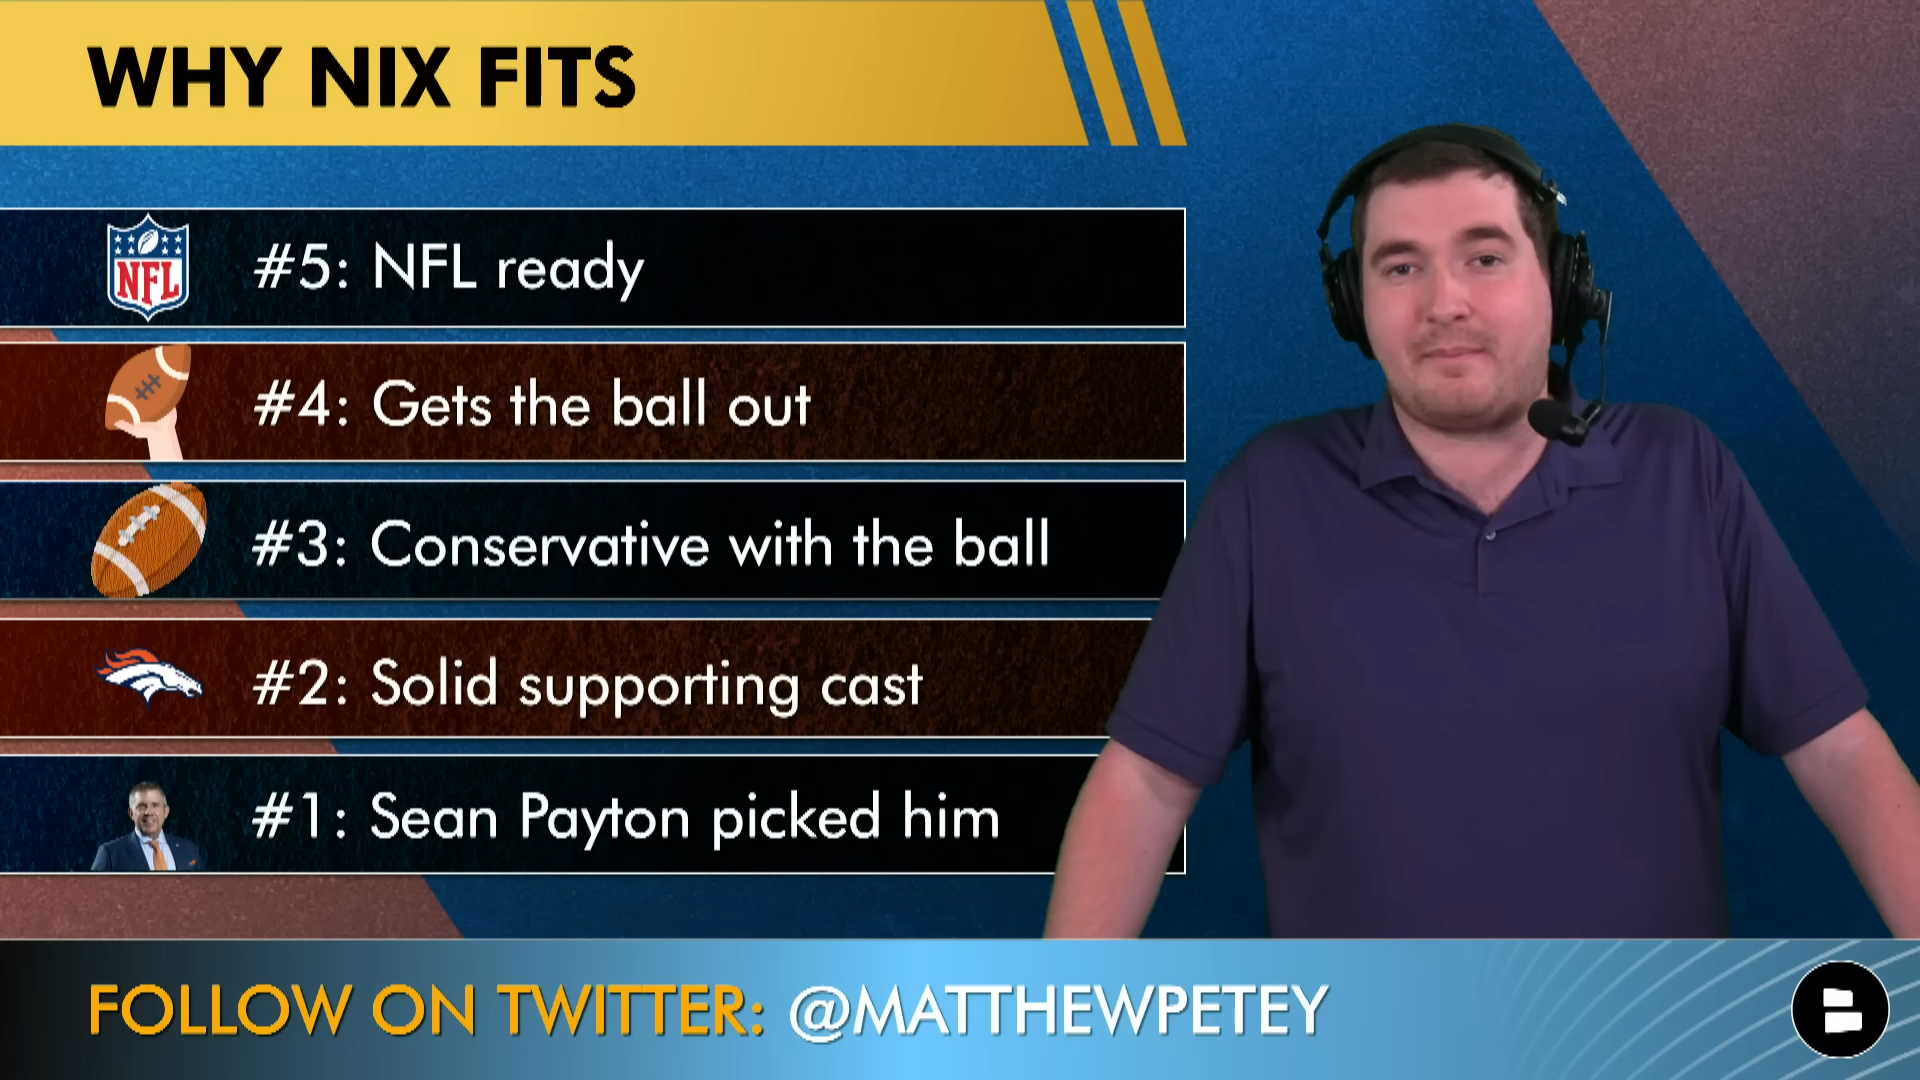 WHY NIX FITS
NFL
#5: NFL ready
#4: Gets the ball out
#3: Conservative with the ball
#2: Solid supporting cast
#1: Sean Payton picked him
FOLLOW ON TWITTER: @MATTHEWPETEY